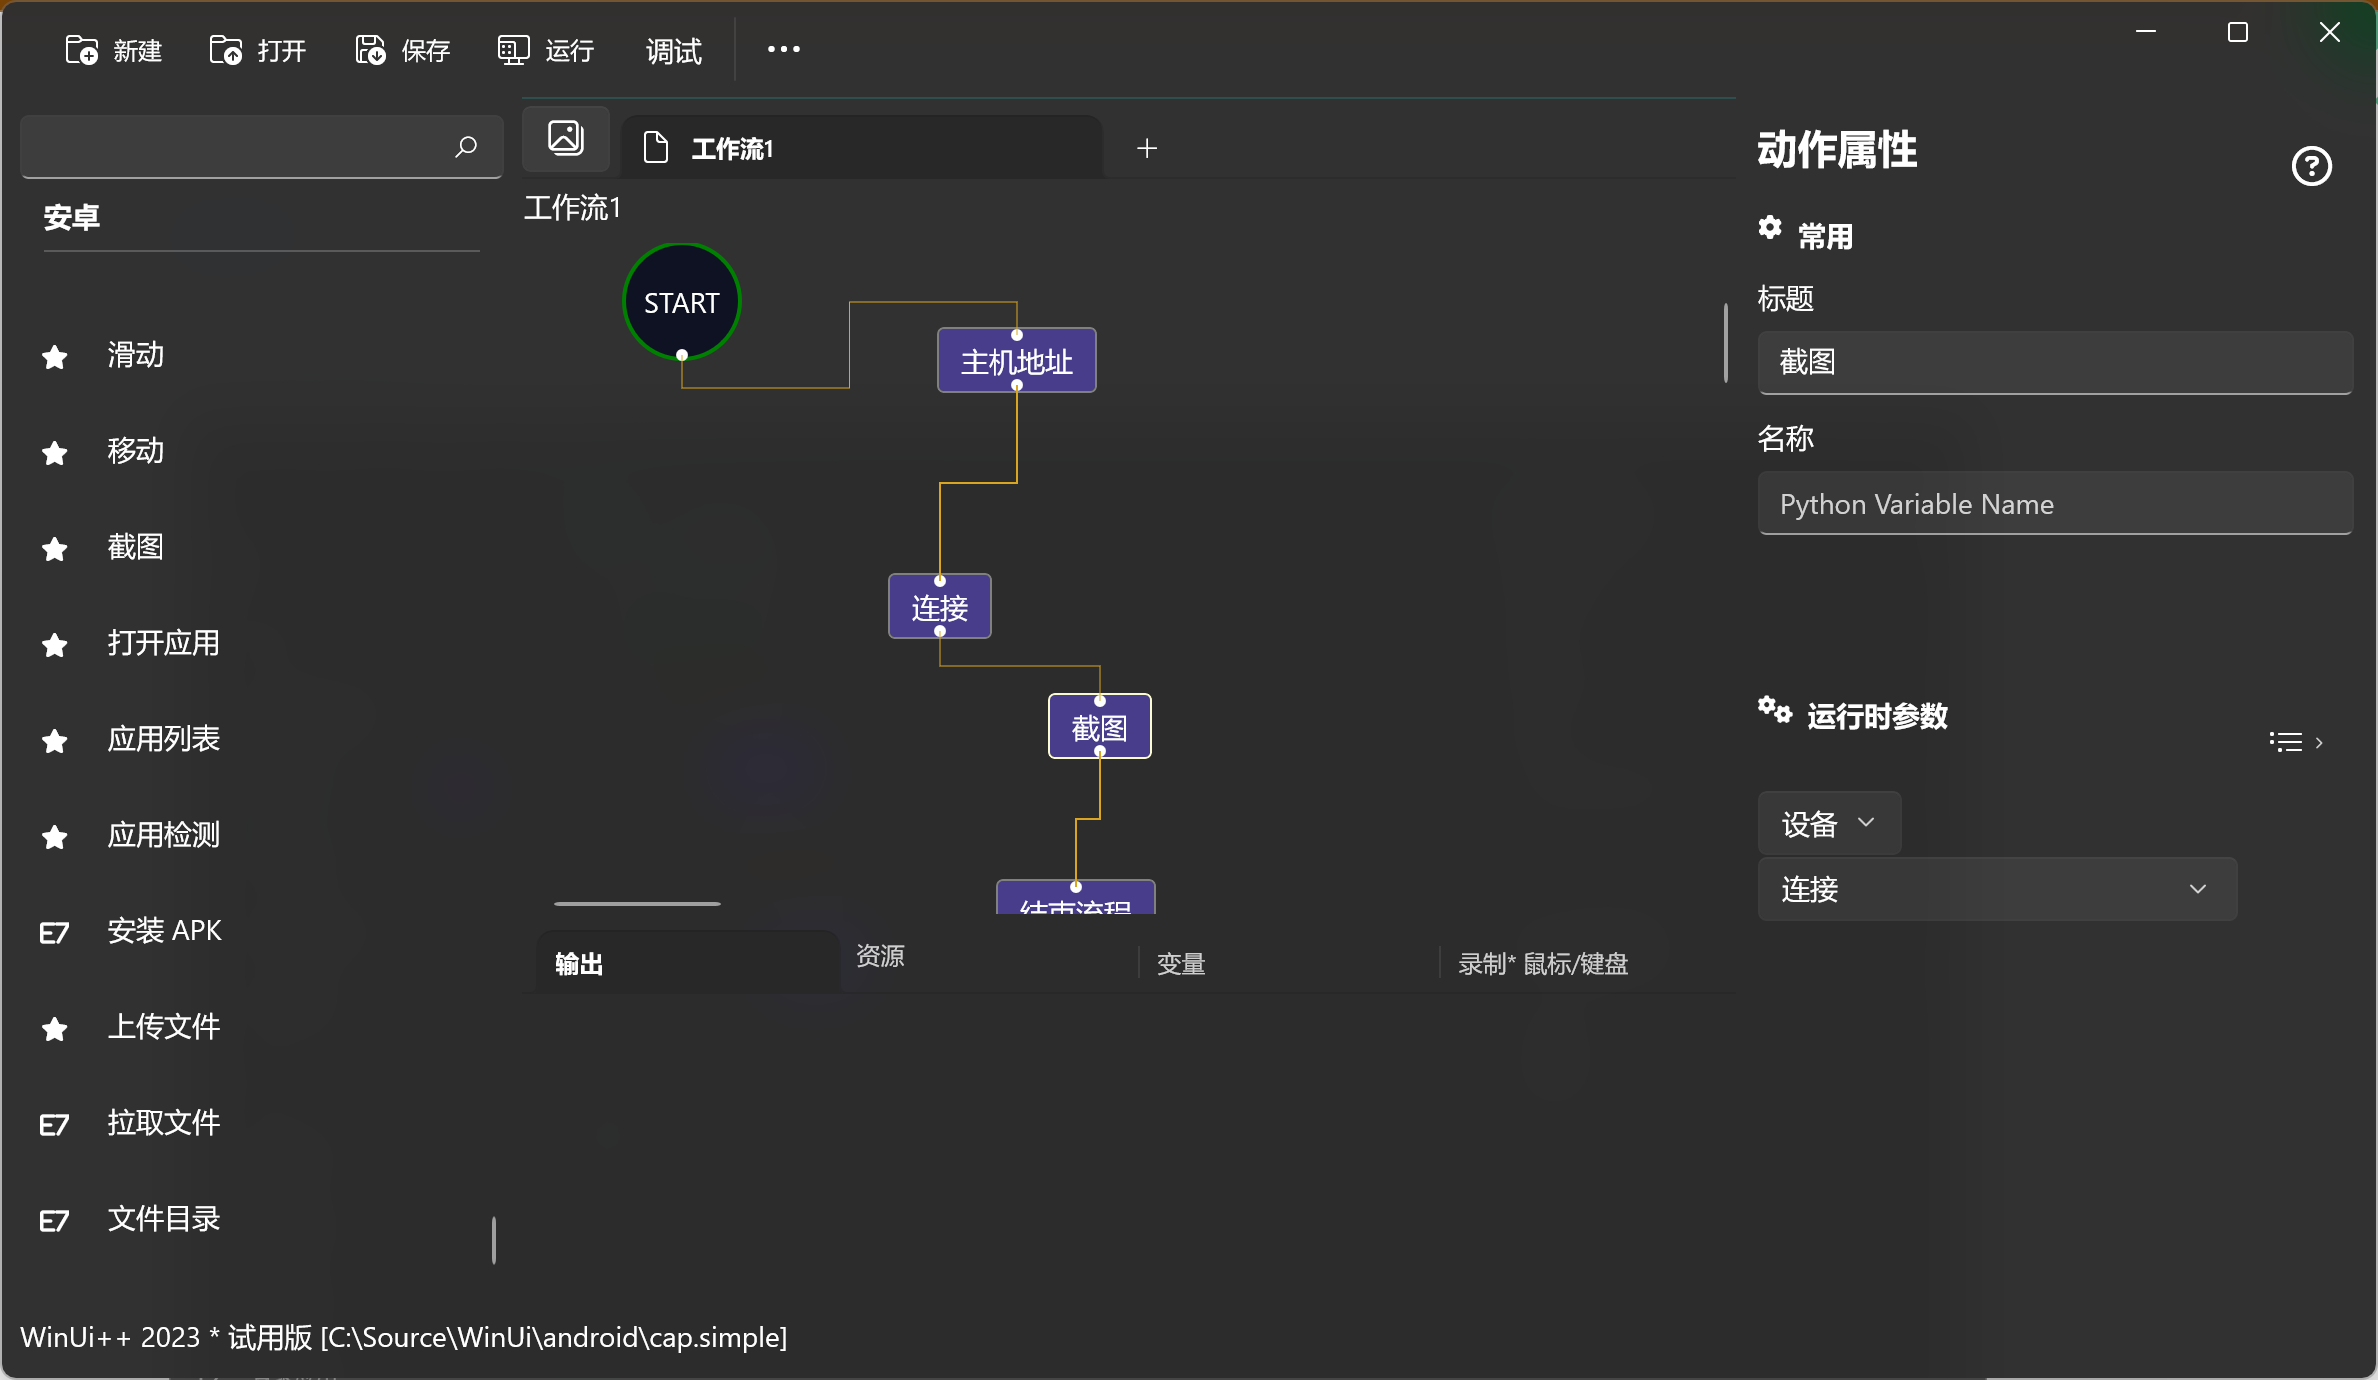 新建 打开 保存 运行 调试
工作流1
安卓
滑动
移动
截图
打开应用
应用列表
应用检测
安装 APK
上传文件
拉取文件
文件目录
工作流1
START
主机地址
连接
截图
结束流程
输出 资源 变量 录制* 鼠标/键盘
动作属性
常用
标题
截图
名称
Python Variable Name
运行时参数
设备
连接
WinUi++ 2023 * 试用版 [C:\Source\WinUi\android\cap.simple]